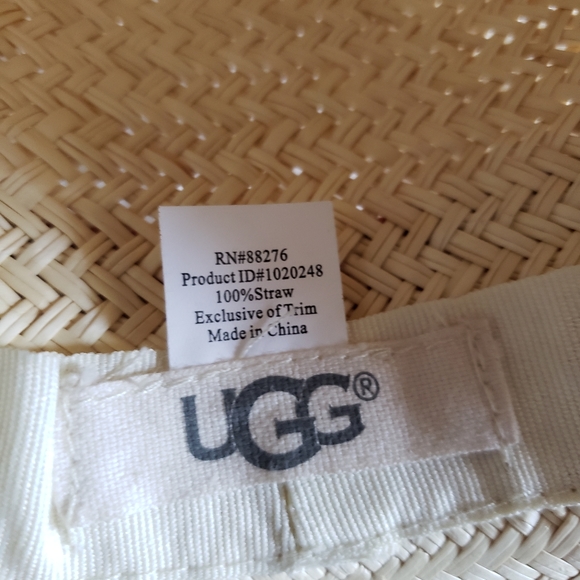 RN#88276
Product ID#1020248
100%Straw
Exclusive of Trim
Made in China
UGG®